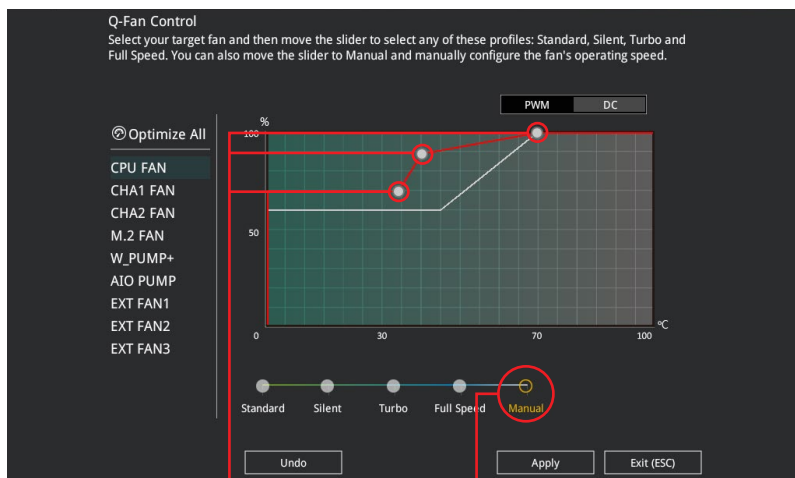 Q-Fan Control
Select your target fan and then move the slider to select any of these profiles: Standard, Silent, Turbo and
Full Speed. You can also move the slider to Manual and manually configure the fan's operating speed.
PWM DC
%
Optimize All
100
CPU FAN
CHA1 FAN
CHA2 FAN
M.2 FAN
50
W_PUMP+
AIO PUMP
EXT FAN1
EXT FAN2
EXT FAN3
°C
0 30 70 100
Standard Silent Turbo Full Speed Manual
Undo Apply Exit (ESC)